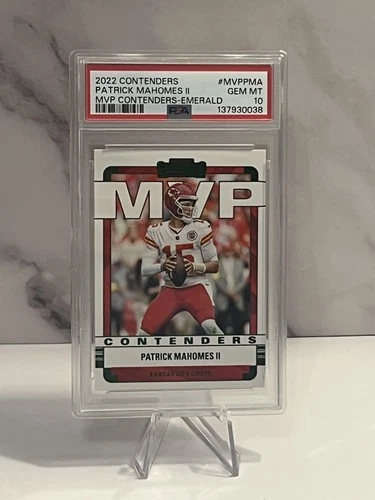 2022 CONTENDERS #MVPPMA
PATRICK MAHOMES II GEM MT
MVP CONTENDERS-EMERALD 10
PSA 137930038
MVP
15
CONTENDERS
PATRICK MAHOMES II
KANSAS CITY CHIEFS